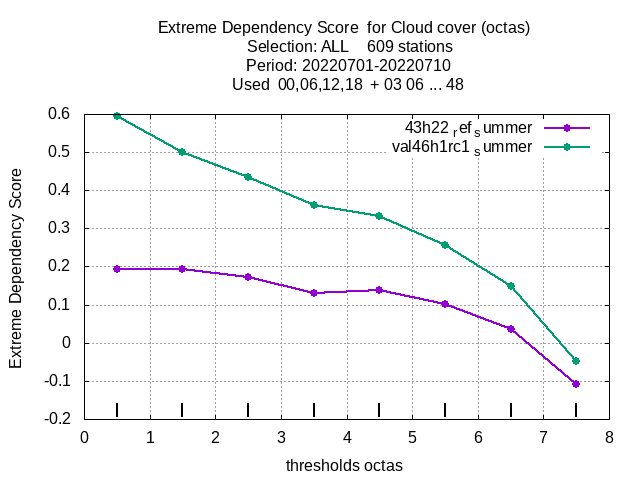 Extreme Dependency Score  for Cloud cover (octas)
Selection: ALL    609 stations
Period: 20220701-20220710
Used  00,06,12,18  + 03 06 ... 48
43h22 ref summer
val46h1rc1 summer
Extreme Dependency Score
0.6
0.5
0.4
0.3
0.2
0.1
0
-0.1
-0.2
0 1 2 3 4 5 6 7 8
thresholds octas